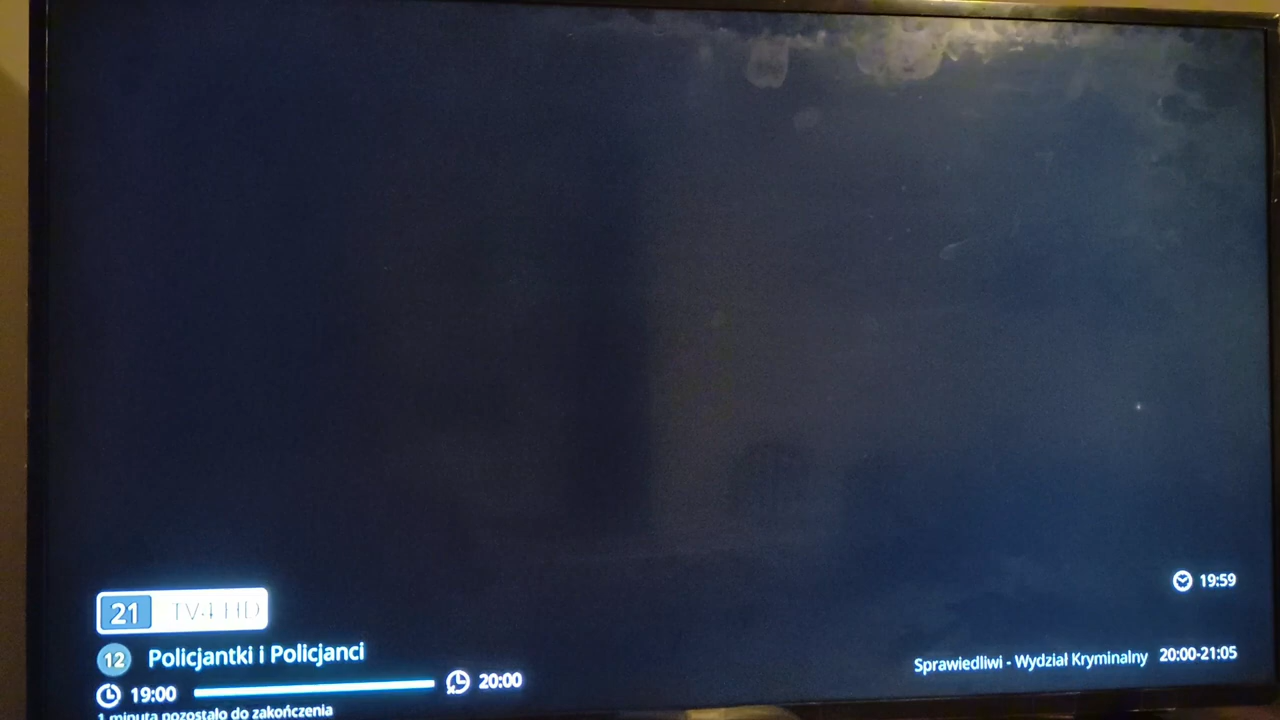 21 TV4 HD
19:59
12 Policjantki i Policjanci
Sprawiedliwi - Wydział Kryminalny 20:00-21:05
19:00 20:00
1 minuta pozostało do zakończenia